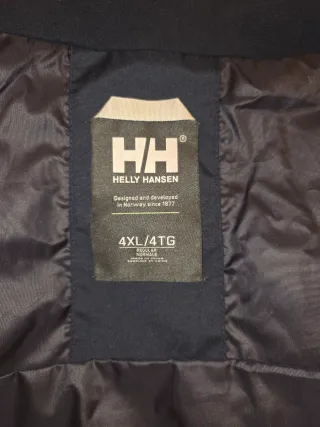 HH®
HELLY HANSEN
Designed and developed
in Norway since 1877
4XL/4TG
REGULAR
NORMALE